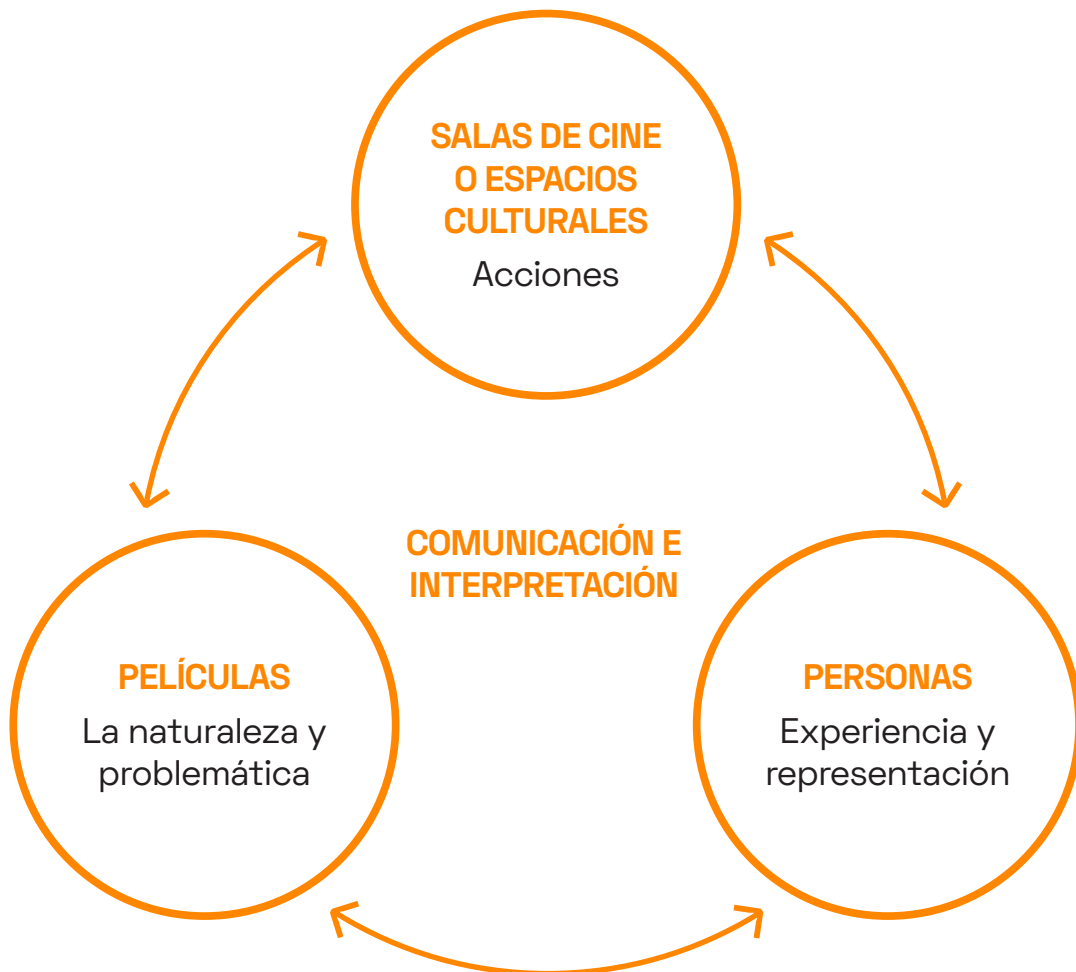 SALAS DE CINE
O ESPACIOS
CULTURALES
Acciones
COMUNICACIÓN E
INTERPRETACIÓN
PELÍCULAS
La naturaleza y
problemática
PERSONAS
Experiencia y
representación